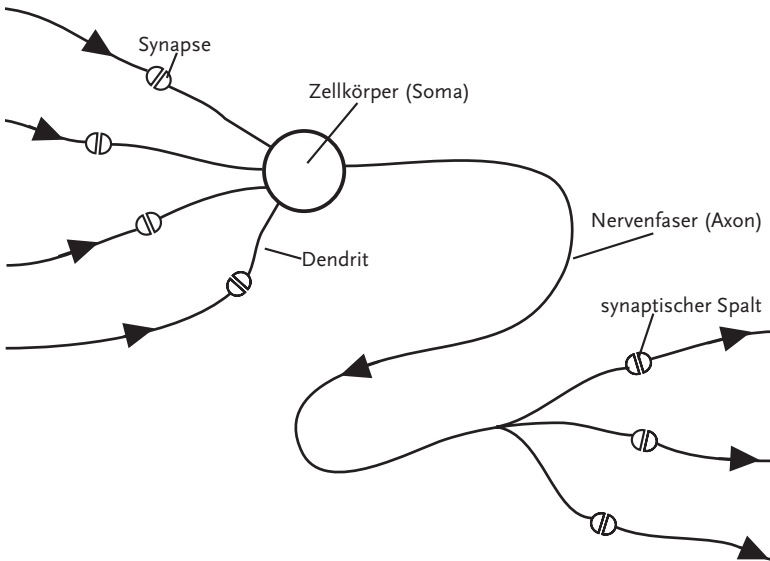 Synapse
Zellkörper (Soma)
Nervenfaser (Axon)
Dendrit
synaptischer Spalt